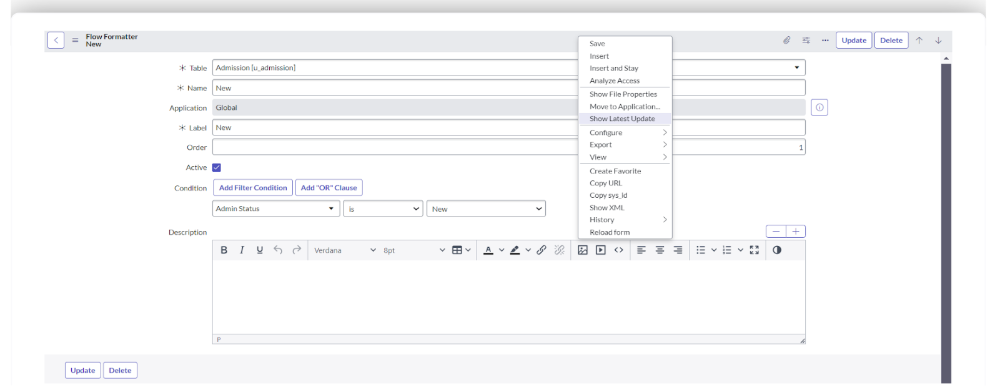 Flow Formatter
New
Update Delete
Table Admission [u_admission]
Name New
Application Global
Label New
Order 1
Active
Condition Add Filter Condition Add "OR" Clause
Admin Status is New
Description
Verdana 8pt
P
Update Delete
Save
Insert
Insert and Stay
Analyze Access
Show File Properties
Move to Application...
Show Latest Update
Configure
Export
View
Create Favorite
Copy URL
Copy sys_id
Show XML
History
Reload form